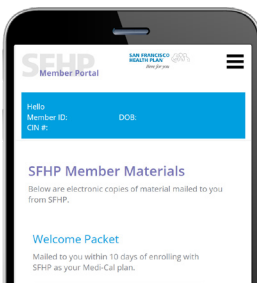 SFHP
Member Portal
SAN FRANCISCO
HEALTH PLAN
here for you
Hello
Member ID: DOB:
CIN #:
SFHP Member Materials
Below are electronic copies of material mailed to you
from SFHP.
Welcome Packet
Mailed to you within 10 days of enrolling with
SFHP as your Medi-Cal plan.